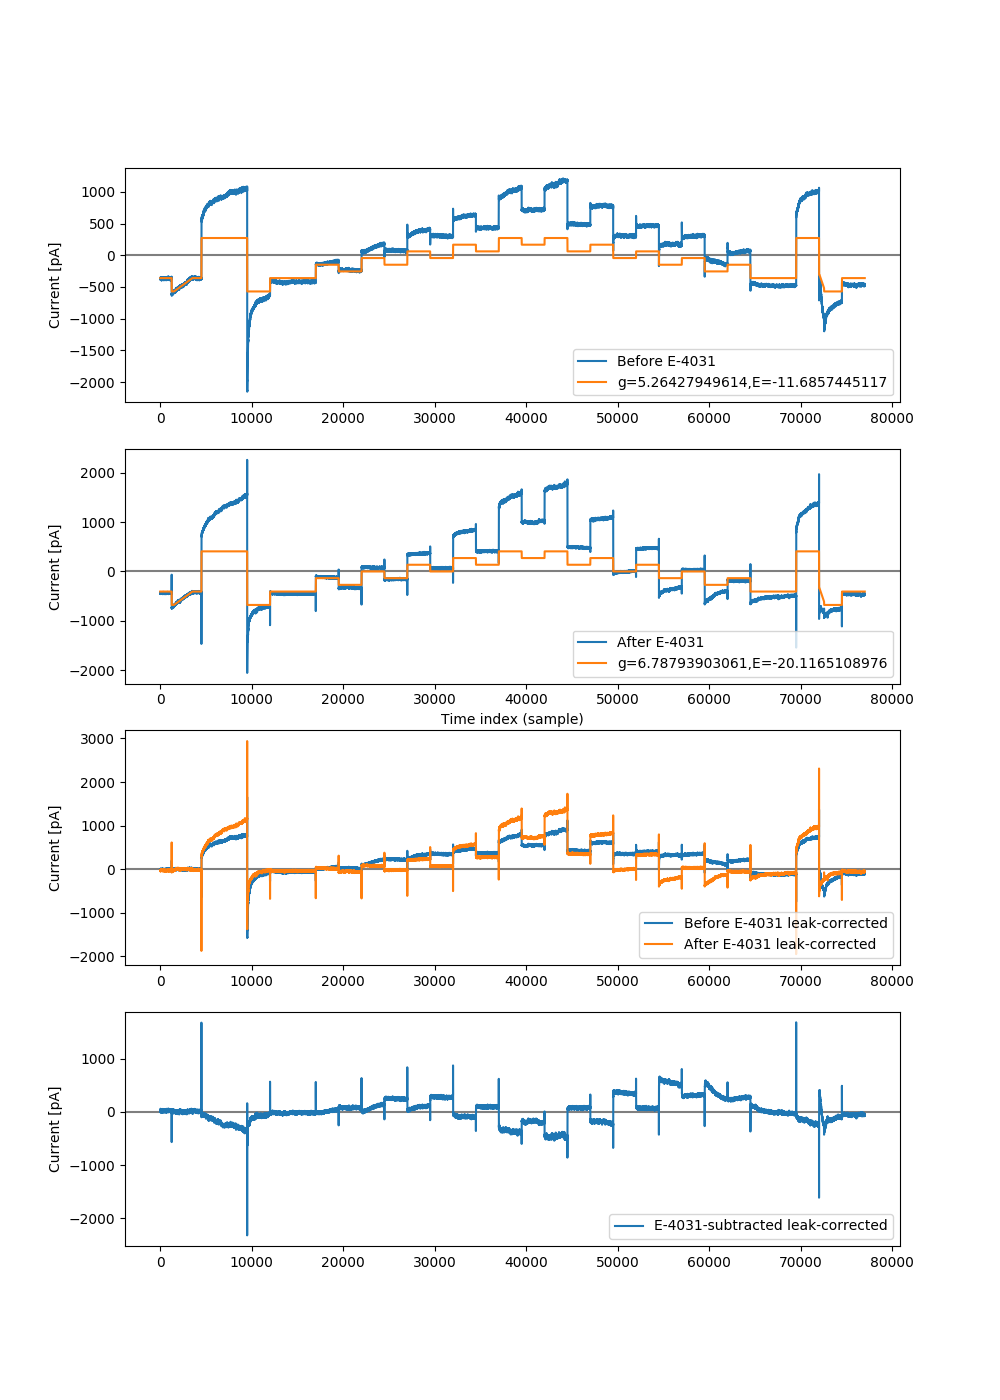 1000
500
0
−500
−1000
−1500
−2000
Current [pA]
Before E-4031
g=5.26427949614,E=-11.6857445117
0 10000 20000 30000 40000 50000 60000 70000 80000
2000
1000
0
−1000
−2000
Current [pA]
After E-4031
g=6.78793903061,E=-20.1165108976
0 10000 20000 30000 40000 50000 60000 70000 80000
Time index (sample)
3000
2000
1000
0
−1000
−2000
Current [pA]
Before E-4031 leak-corrected
After E-4031 leak-corrected
0 10000 20000 30000 40000 50000 60000 70000 80000
1000
0
−1000
−2000
Current [pA]
E-4031-subtracted leak-corrected
0 10000 20000 30000 40000 50000 60000 70000 80000